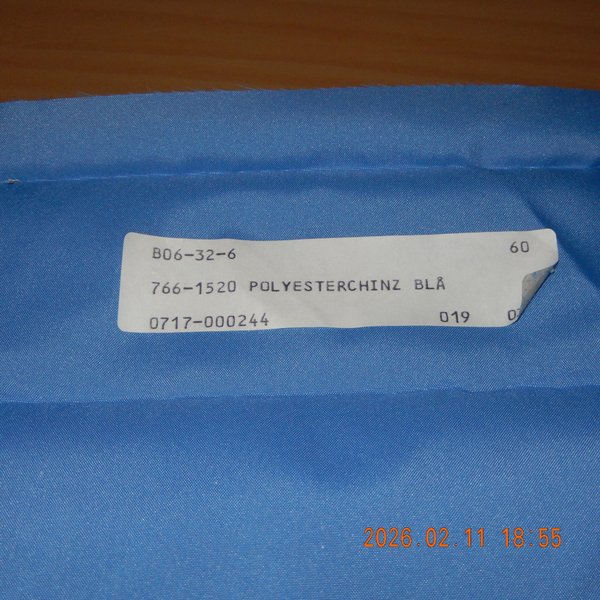 B06-32-6 60
766-1520 POLYESTERCHINZ BLÅ
0717-000244 019
2026.02.11 18:55